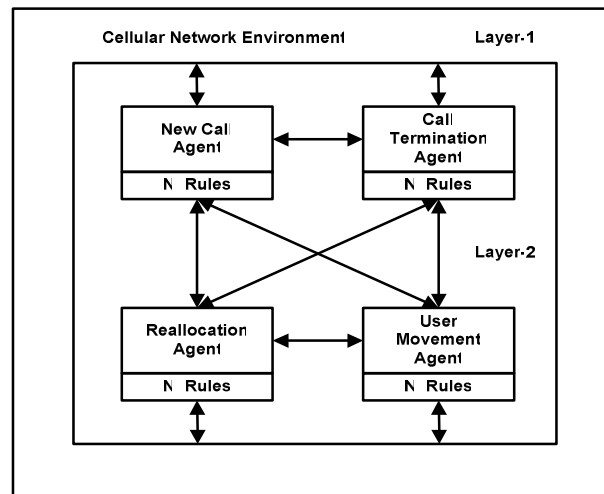 Cellular Network Environment Layer-1
New Call
Agent
N Rules
Call
Termination
Agent
N Rules
Layer-2
Reallocation
Agent
N Rules
User
Movement
Agent
N Rules